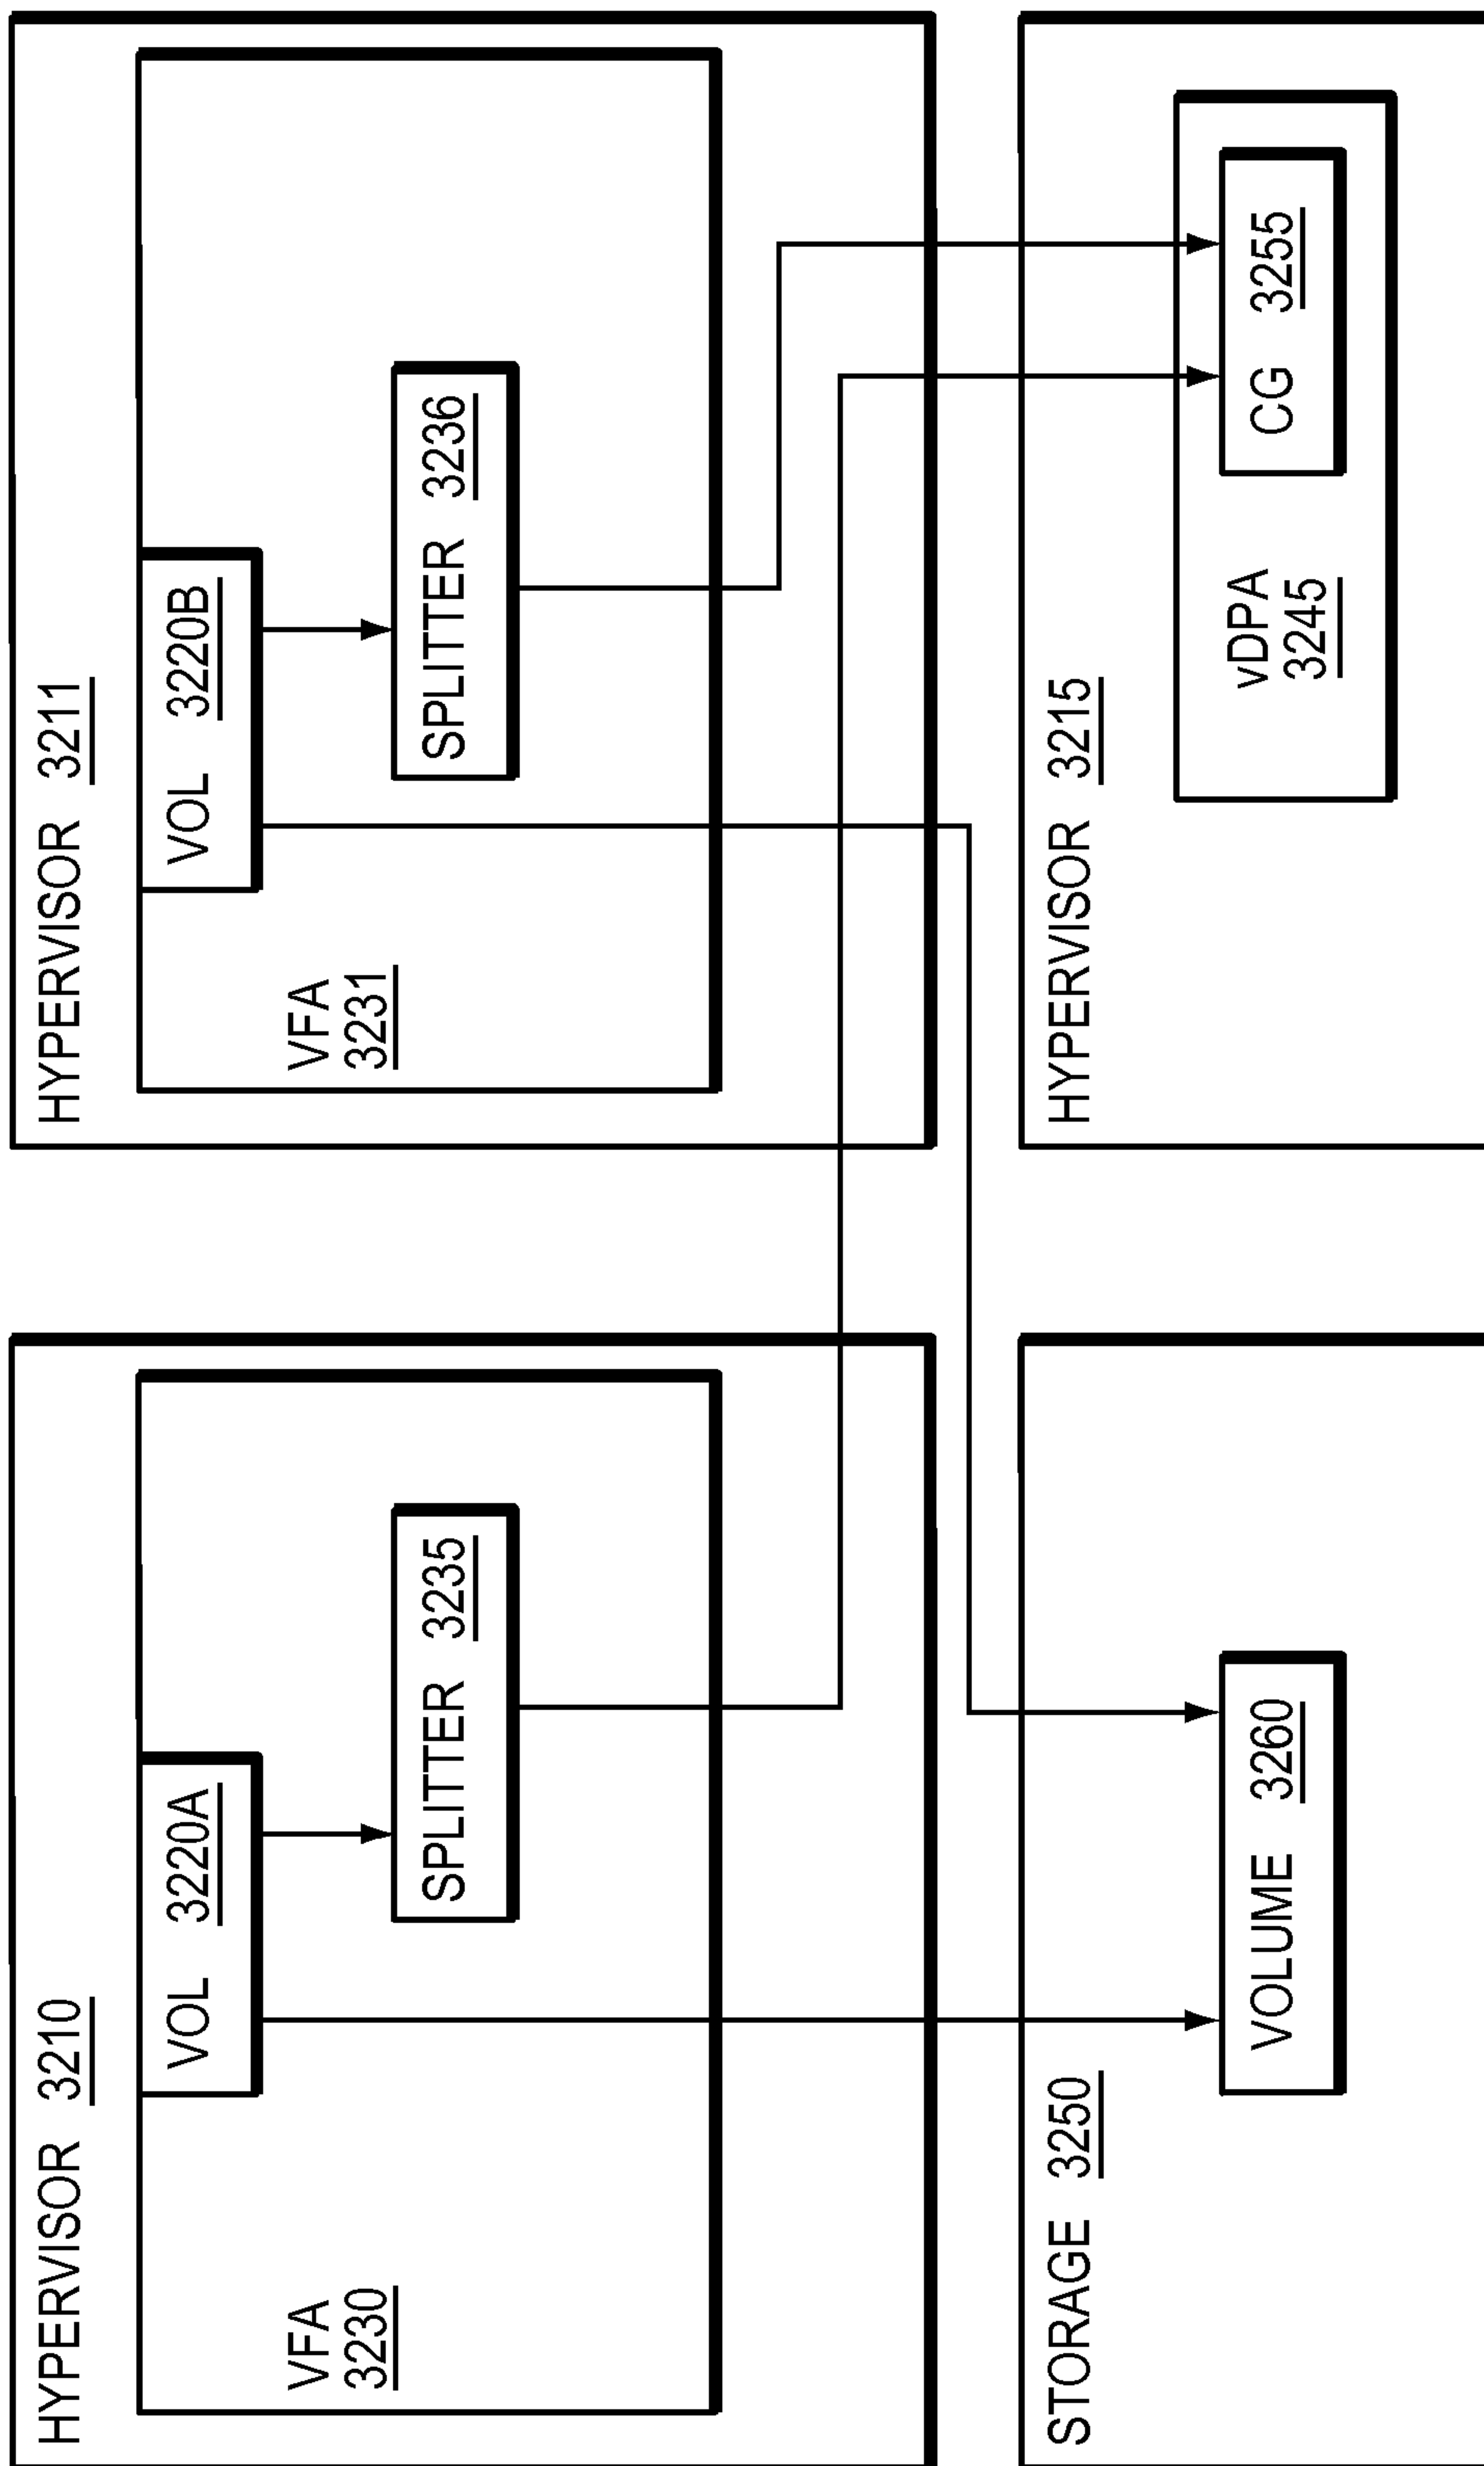 HYPERVISOR 3210
VOL 3220A
SPLITTER 3235
VFA
3230
HYPERVISOR 3211
VOL 3220B
SPLITTER 3236
VFA
3231
STORAGE 3250
VOLUME 3260
HYPERVISOR 3215
CG 3255
vDPA
3245